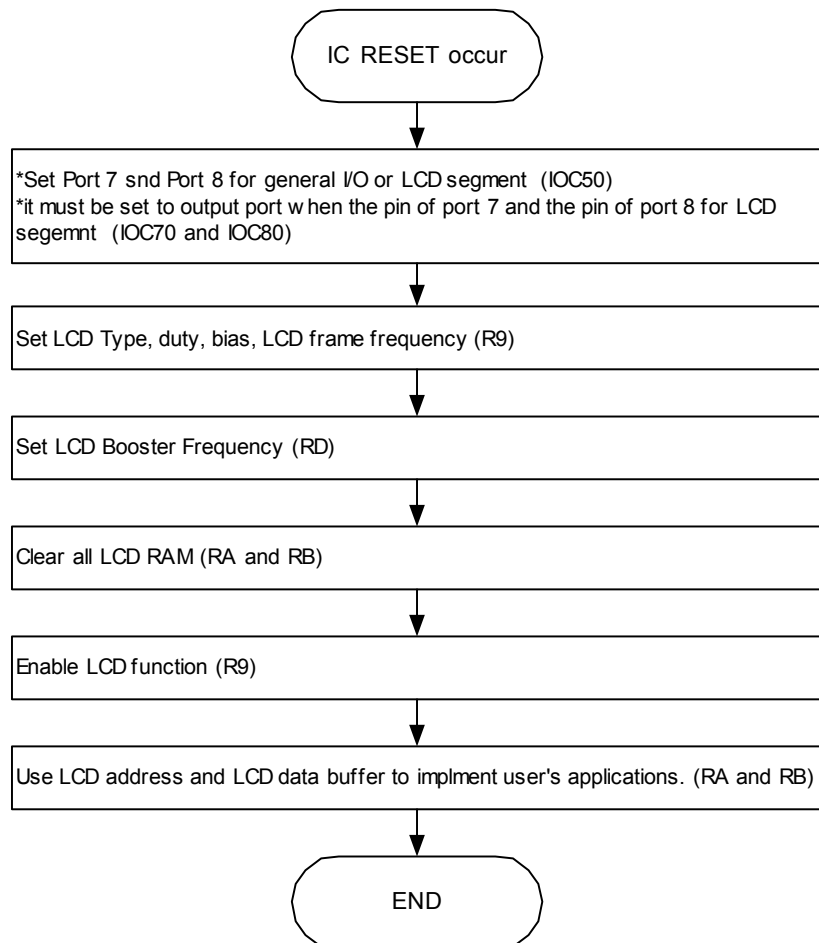 IC RESET occur
*Set Port 7 snd Port 8 for general I/O or LCD segment (IOC50)
*it must be set to output port when the pin of port 7 and the pin of port 8 for LCD
segemnt (IOC70 and IOC80)
Set LCD Type, duty, bias, LCD frame frequency (R9)
Set LCD Booster Frequency (RD)
Clear all LCD RAM (RA and RB)
Enable LCD function (R9)
Use LCD address and LCD data buffer to implment user's applications. (RA and RB)
END